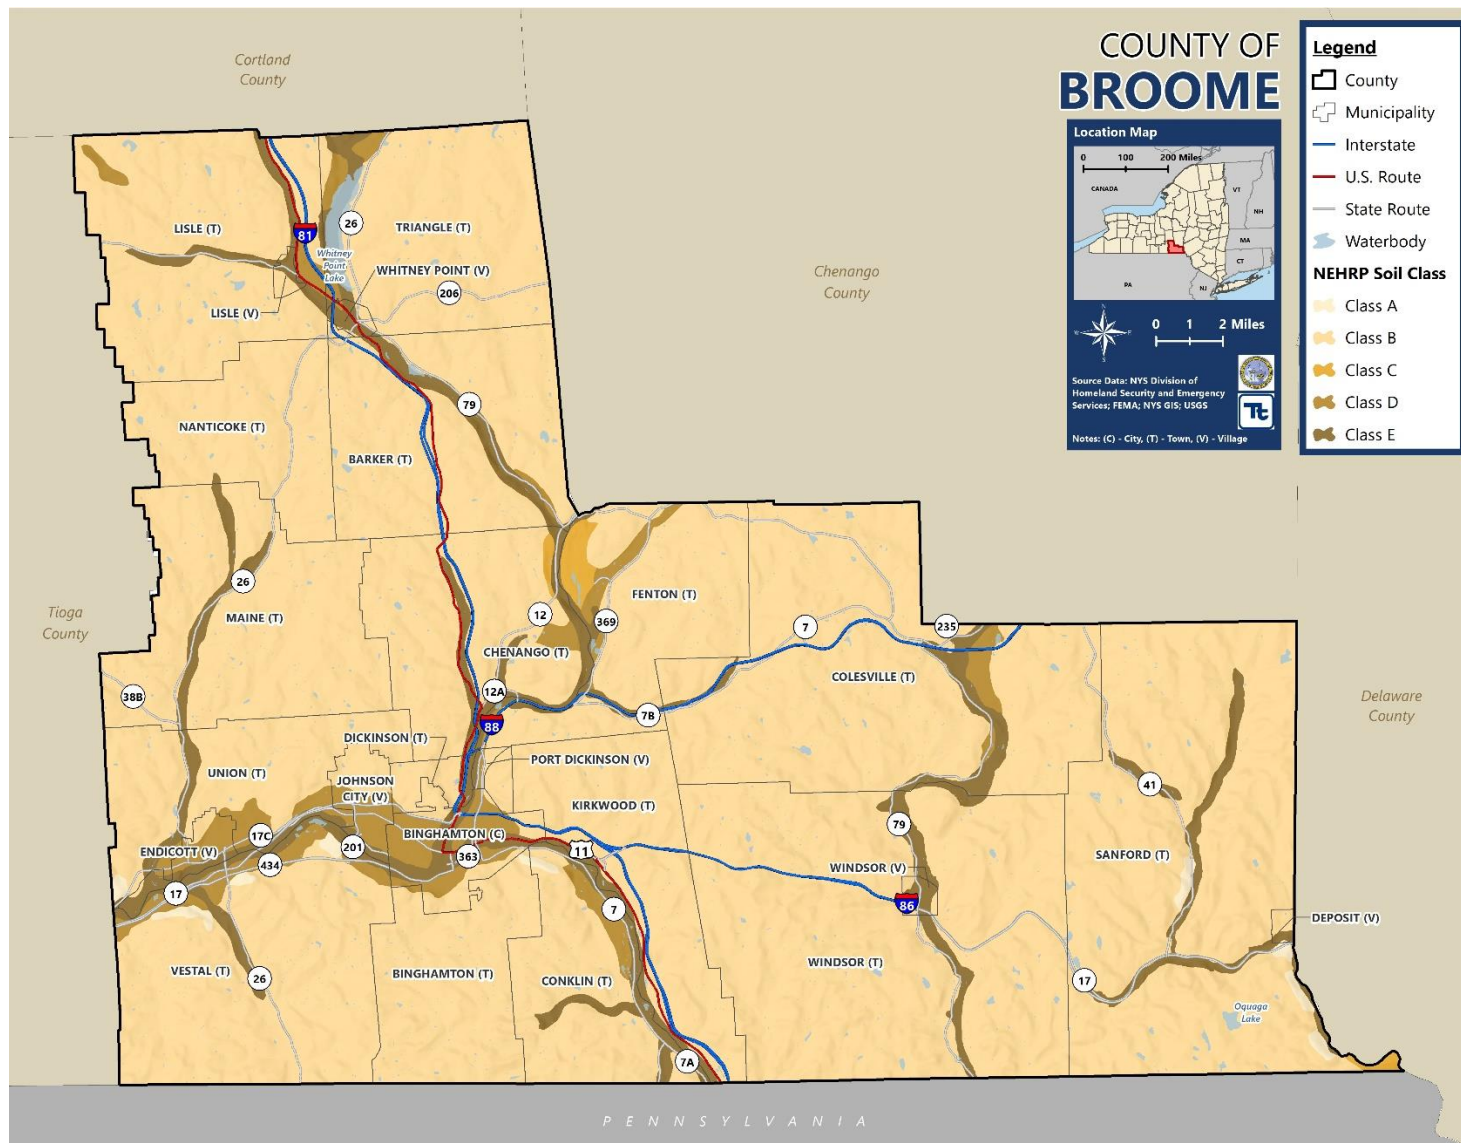 Cortland
County
COUNTY OF
BROOME
Location Map
0 100 200 Miles
CANADA
VT
NH
MA
CT
PA
NJ
0 1 2 Miles
Source Data: NYS Division of
Homeland Security and Emergency
Services; FEMA; NYS GIS; USGS
Tt
Notes: (C) - City, (T) - Town, (V) - Village
Legend
County
Municipality
Interstate
U.S. Route
State Route
Waterbody
NEHRP Soil Class
Class A
Class B
Class C
Class D
Class E
LISLE (T)
81
26
TRIANGLE (T)
Whitney
Point
Lake
WHITNEY POINT (V)
206
LISLE (V)
Chenango
County
79
NANTICOKE (T)
BARKER (T)
26
Tioga
County
MAINE (T)
12
369
FENTON (T)
7
235
CHENANGO (T)
COLESVILLE (T)
38B
12A
88
7B
Delaware
County
DICKINSON (T)
PORT DICKINSON (V)
UNION (T)
JOHNSON
CITY (V)
KIRKWOOD (T)
41
17C
BINGHAMTON (C)
79
ENDICOTT (V)
434
201
363
11
SANFORD (T)
WINDSOR (V)
17
7
86
DEPOSIT (V)
VESTAL (T)
26
BINGHAMTON (T)
CONKLIN (T)
WINDSOR (T)
17
Oquaga
Lake
7A
PENNSYLVANIA